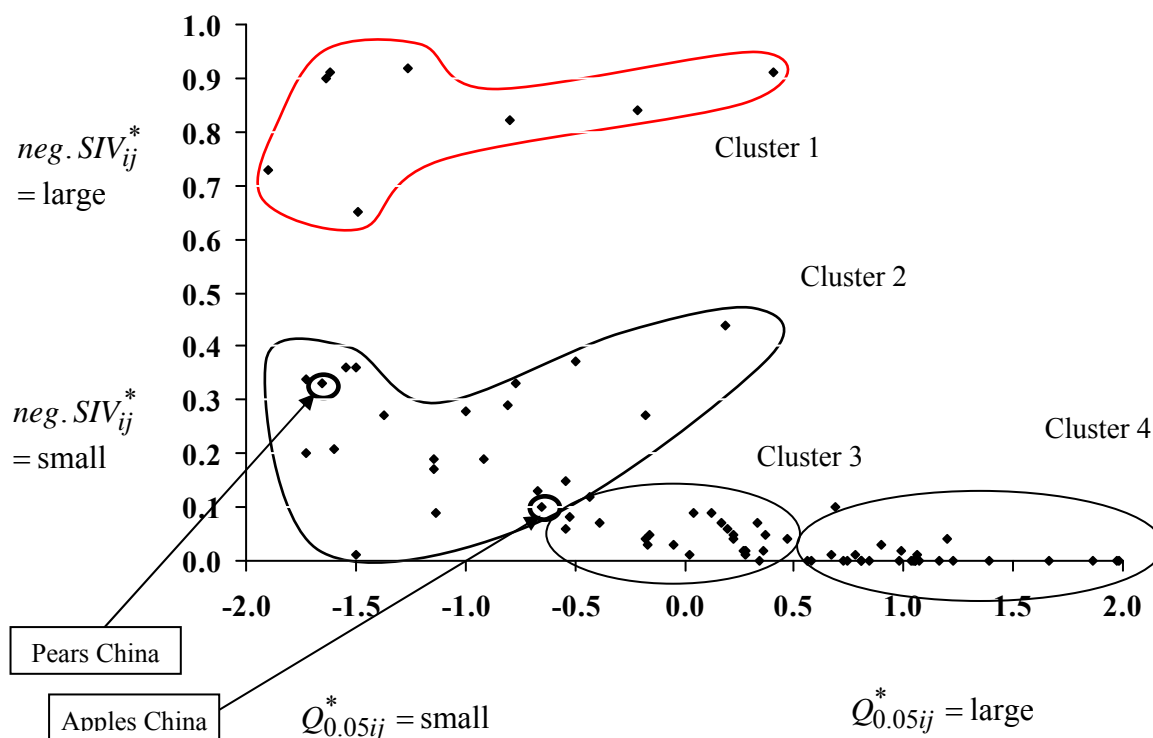 1.0
0.9
0.8
0.7
0.6
0.5
0.4
0.3
0.2
0.1
0.0
neg. SIV*ij
= large
neg. SIV*ij
= small
Cluster 1
Cluster 2
Cluster 3
Cluster 4
-2.0 -1.5 -1.0 -0.5 0.0 0.5 1.0 1.5 2.0
Pears China
Apples China
Q*0.05ij = small
Q*0.05ij = large